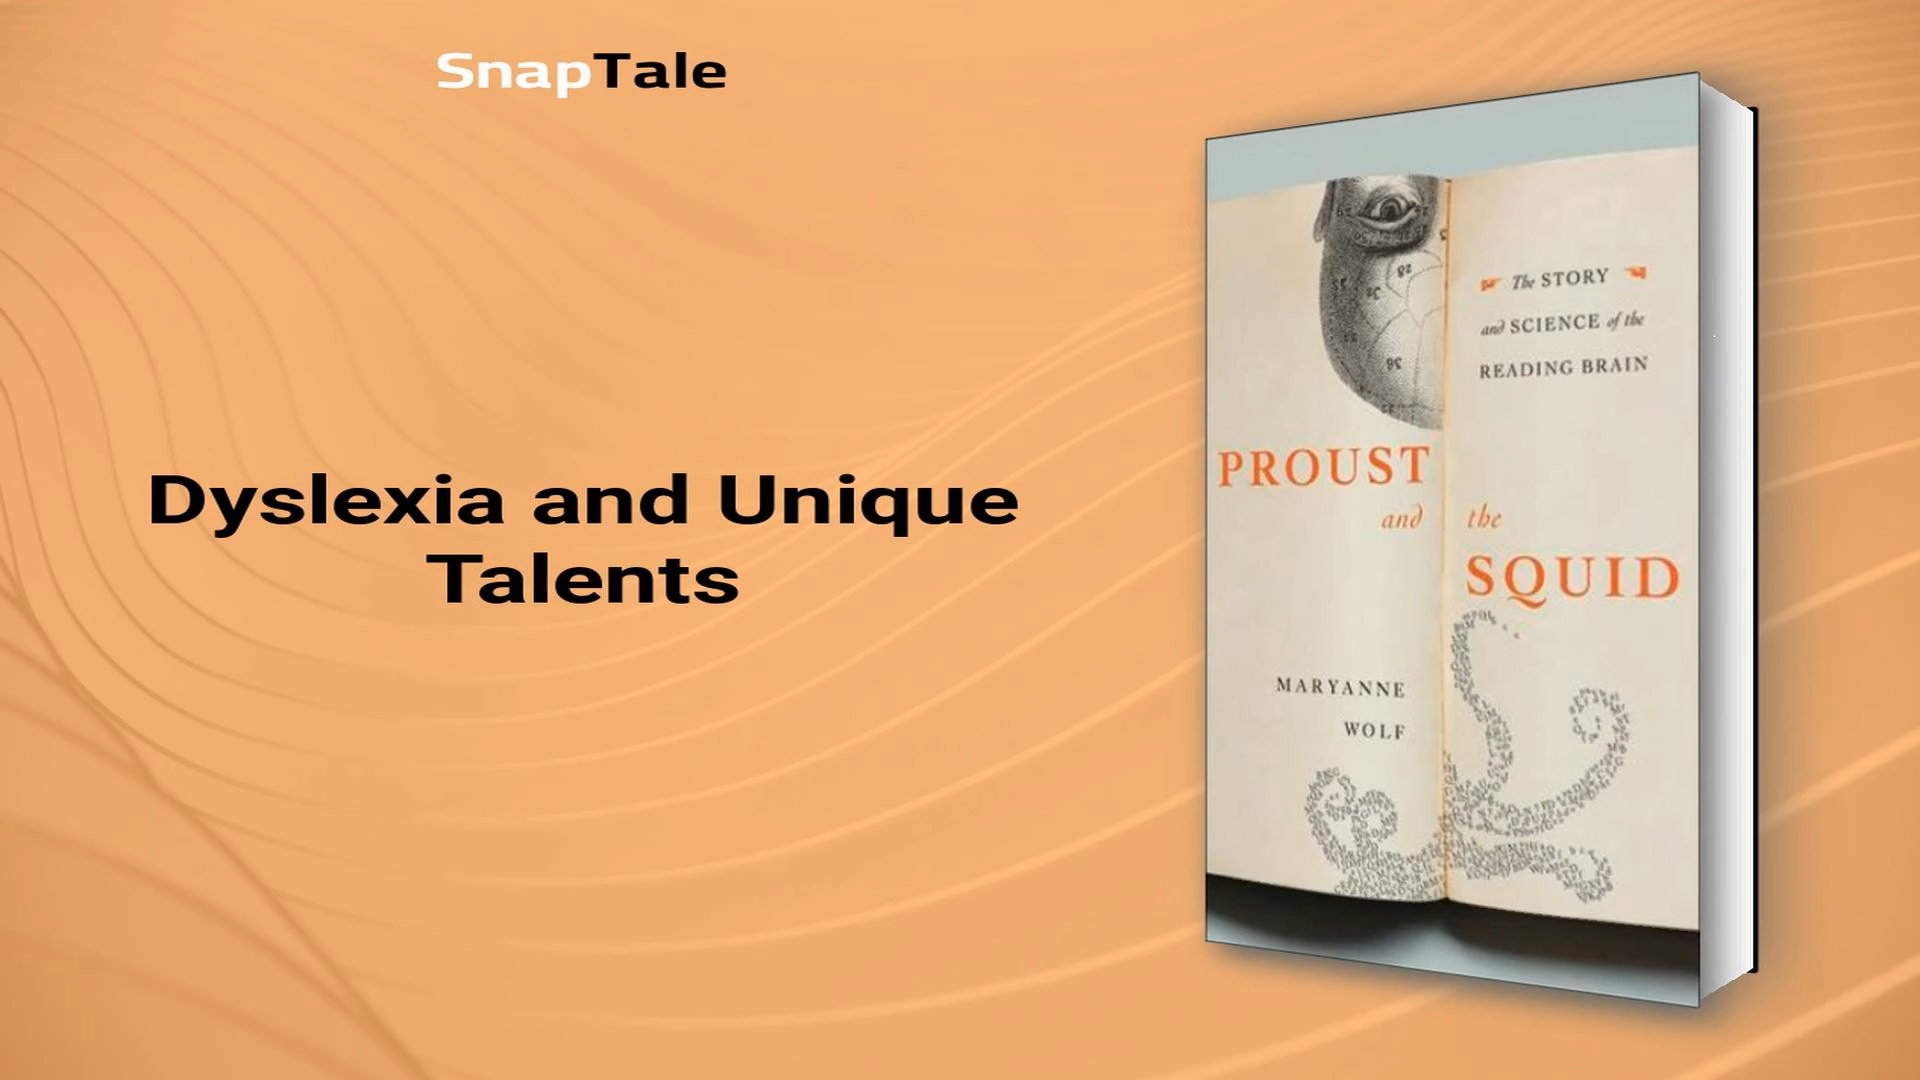 SnapTale
Dyslexia and Unique
Talents
The STORY
and SCIENCE of the
READING BRAIN
PROUST
and the
SQUID
MARYANNE
WOLF